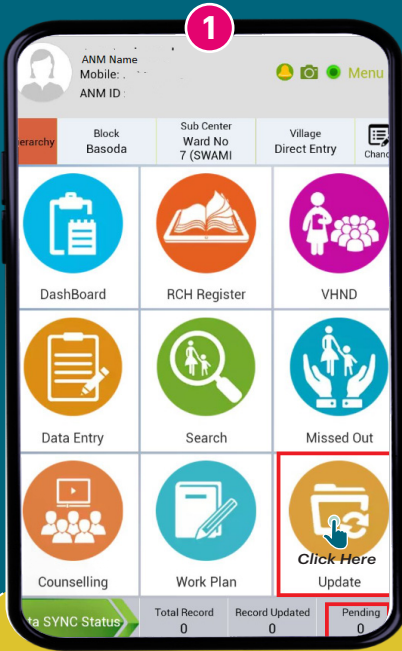 1
ANM Name
Mobile:
Menu
ANM ID :
erarchy
Block
Basoda
Sub Center
Ward No
7 (SWAMI
Village
Direct Entry
Chang
DashBoard
RCH Register
VHND
Data Entry
Search
Missed Out
Click Here
Counselling
Work Plan
Update
ta SYNC Status
Total Record
0
Record Updated
0
Pending
0